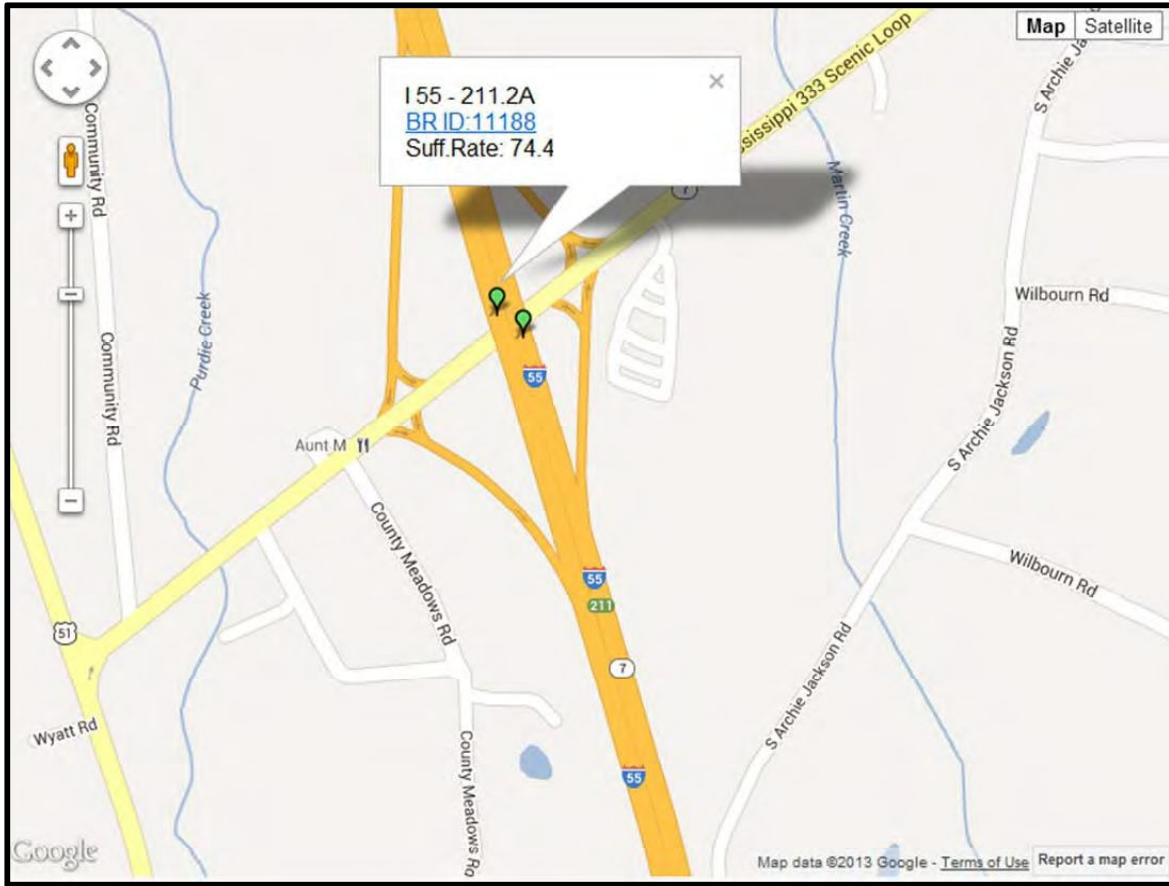 Map
Satellite
I 55 - 211.2A
BR ID:11188
Suff.Rate: 74.4
ssissippi 333 Scenic Loop
7
S Archie Jackson
Community Rd
Martin Creek
Purdie Creek
Wilbourn Rd
Community Rd
55
S Archie Jackson Rd
Aunt M
County Meadows Rd
Wilbourn Rd
55
211
51
7
S Archie Jackson Rd
Wyatt Rd
County Meadows Rd
55
Google
Map data ©2013 Google - Terms of Use
Report a map error